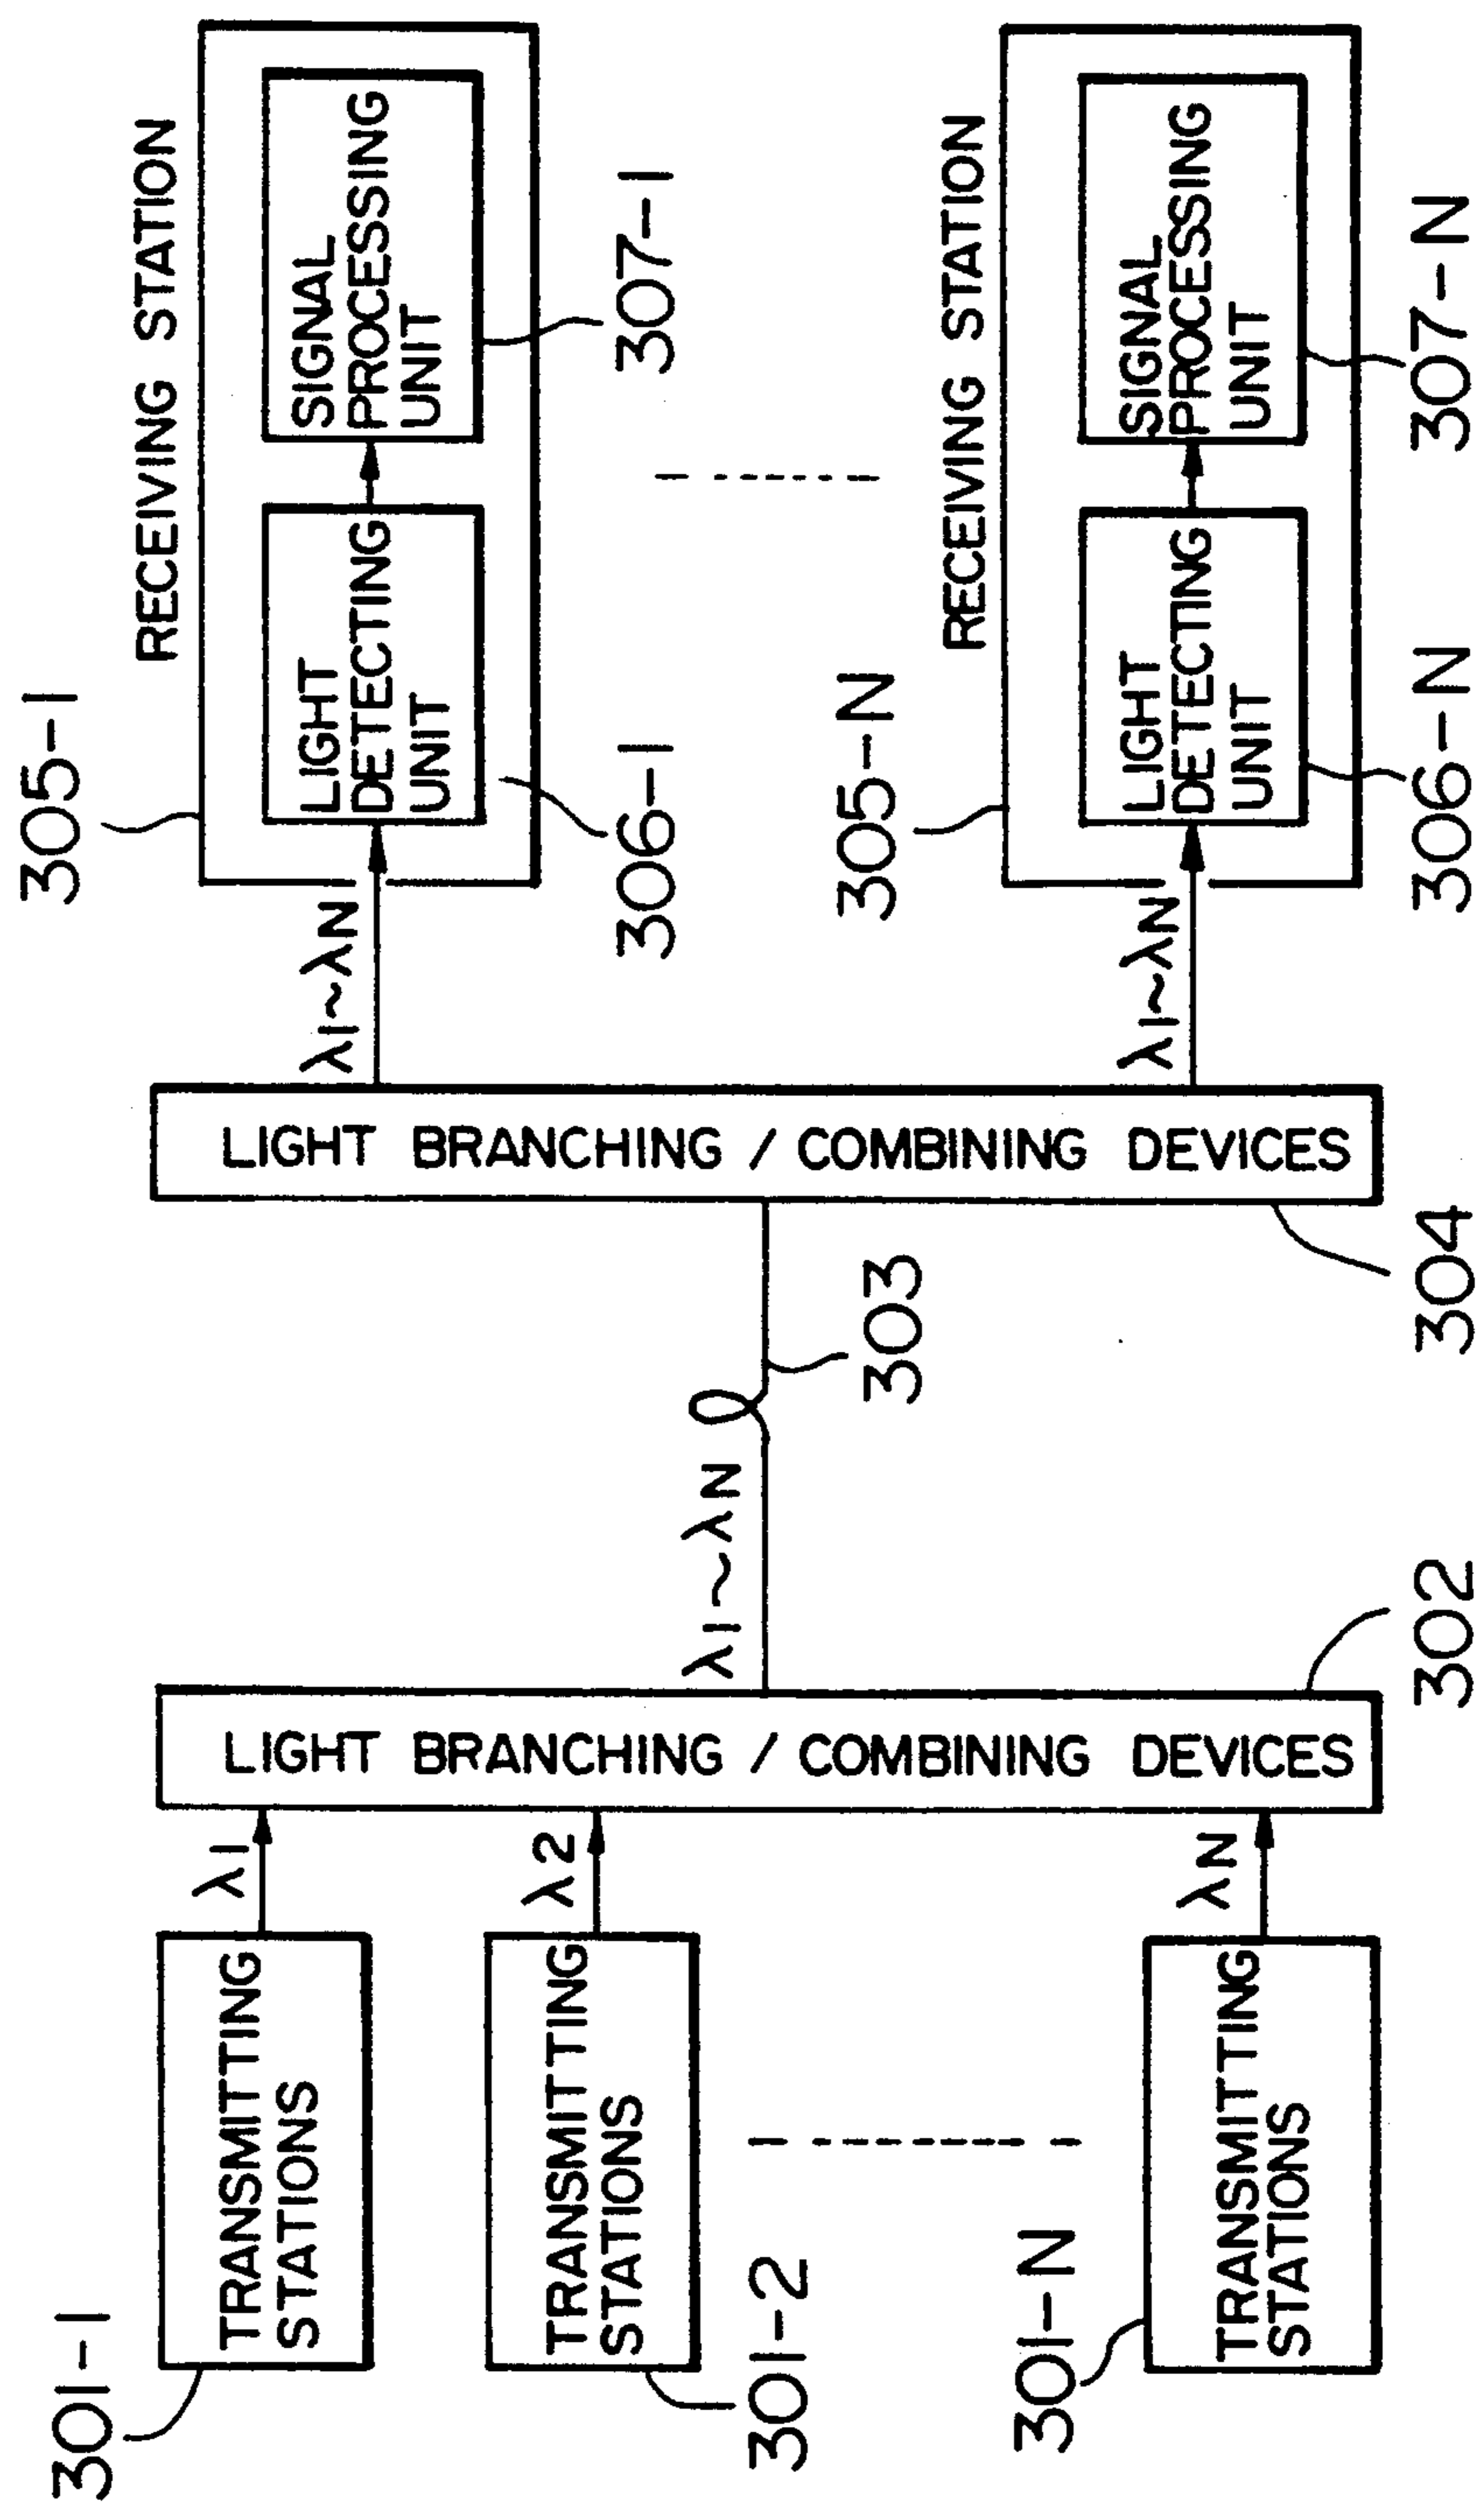 301-1
TRANSMITTING
STATIONS
λ1
301-2
TRANSMITTING
STATIONS
λ2
301-N
TRANSMITTING
STATIONS
λN
LIGHT BRANCHING / COMBINING DEVICES
302
λ1~λN
303
LIGHT BRANCHING / COMBINING DEVICES
304
λ1~λN
305-1
RECEIVING STATION
LIGHT
DETECTING
UNIT
306-1
SIGNAL
PROCESSING
UNIT
307-1
λ1~λN
305-N
RECEIVING STATION
LIGHT
DETECTING
UNIT
306-N
SIGNAL
PROCESSING
UNIT
307-N